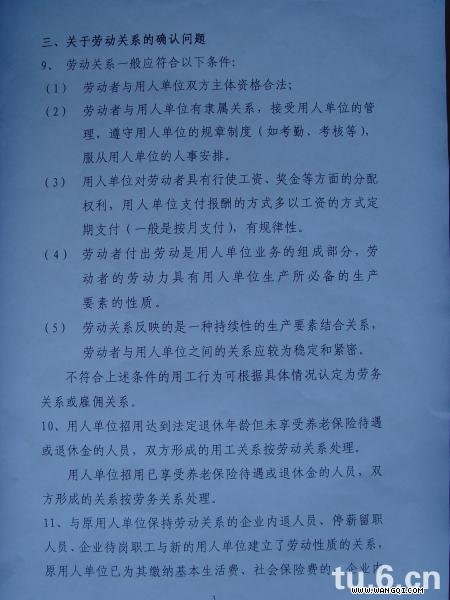 三、关于劳动关系的确认问题
9、 劳动关系一般应符合以下条件：
（1） 劳动者与用人单位双方主体资格合法；
（2） 劳动者与用人单位有隶属关系，接受用人单位的管
理，遵守用人单位的规章制度（如考勤、考核等），
服从用人单位的人事安排。
（3） 用人单位对劳动者具有行使工资、奖金等方面的分配
权利，用人单位支付报酬的方式多以工资的方式定
期支付（一般是按月支付），有规律性。
（4） 劳动者付出劳动是用人单位业务的组成部分，劳
动者的劳动力具有用人单位生产所必备的生产
要素的性质。
（5） 劳动关系反映的是一种持续性的生产要素结合关系，
劳动者与用人单位之间的关系应较为稳定和紧密。
不符合上述条件的用工行为可根据具体情况认定为劳务
关系或雇佣关系。
10、用人单位招用达到法定退休年龄但未享受养老保险待遇
或退休金的人员，双方形成的用工关系按劳动关系处理。
用人单位招用已享受养老保险待遇或退休金的人员，双
方形成的关系按劳务关系处理。
11、与原用人单位保持劳动关系的企业内退人员、停薪留职
人员、企业待岗职工与新的用人单位建立了劳动性质的关系，
原用人单位已为其缴纳基本生活费、社会保险费的，企业内
tu.6.cn
www.wangqi.com